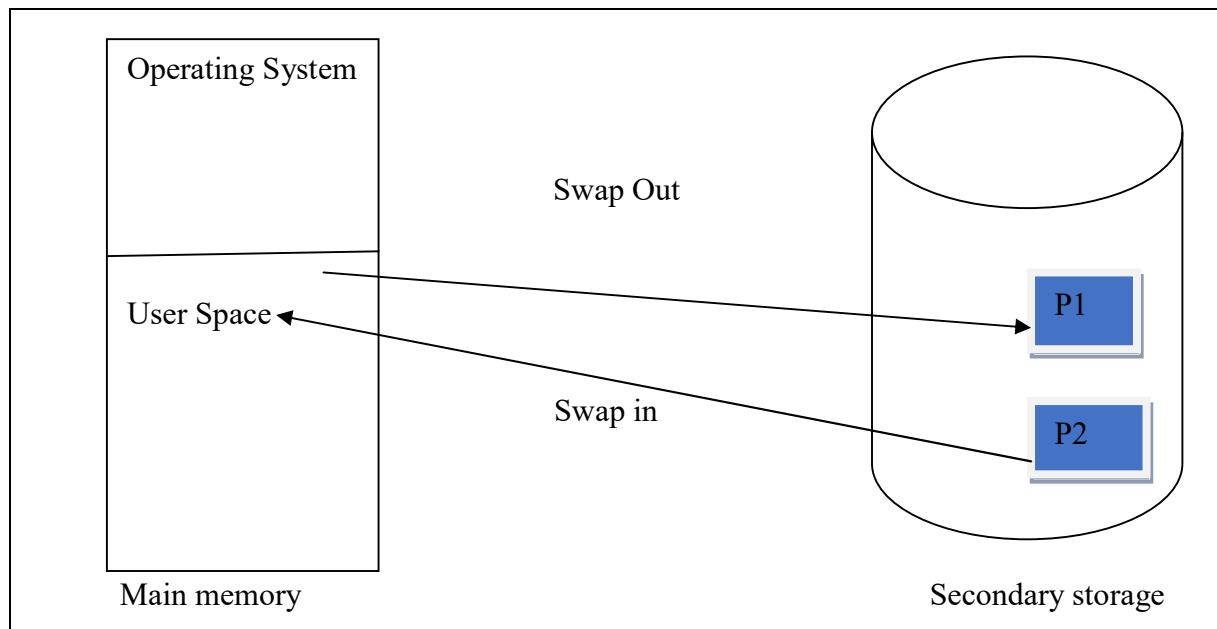 Operating System
Swap Out
User Space
P1
Swap in
P2
Main memory
Secondary storage